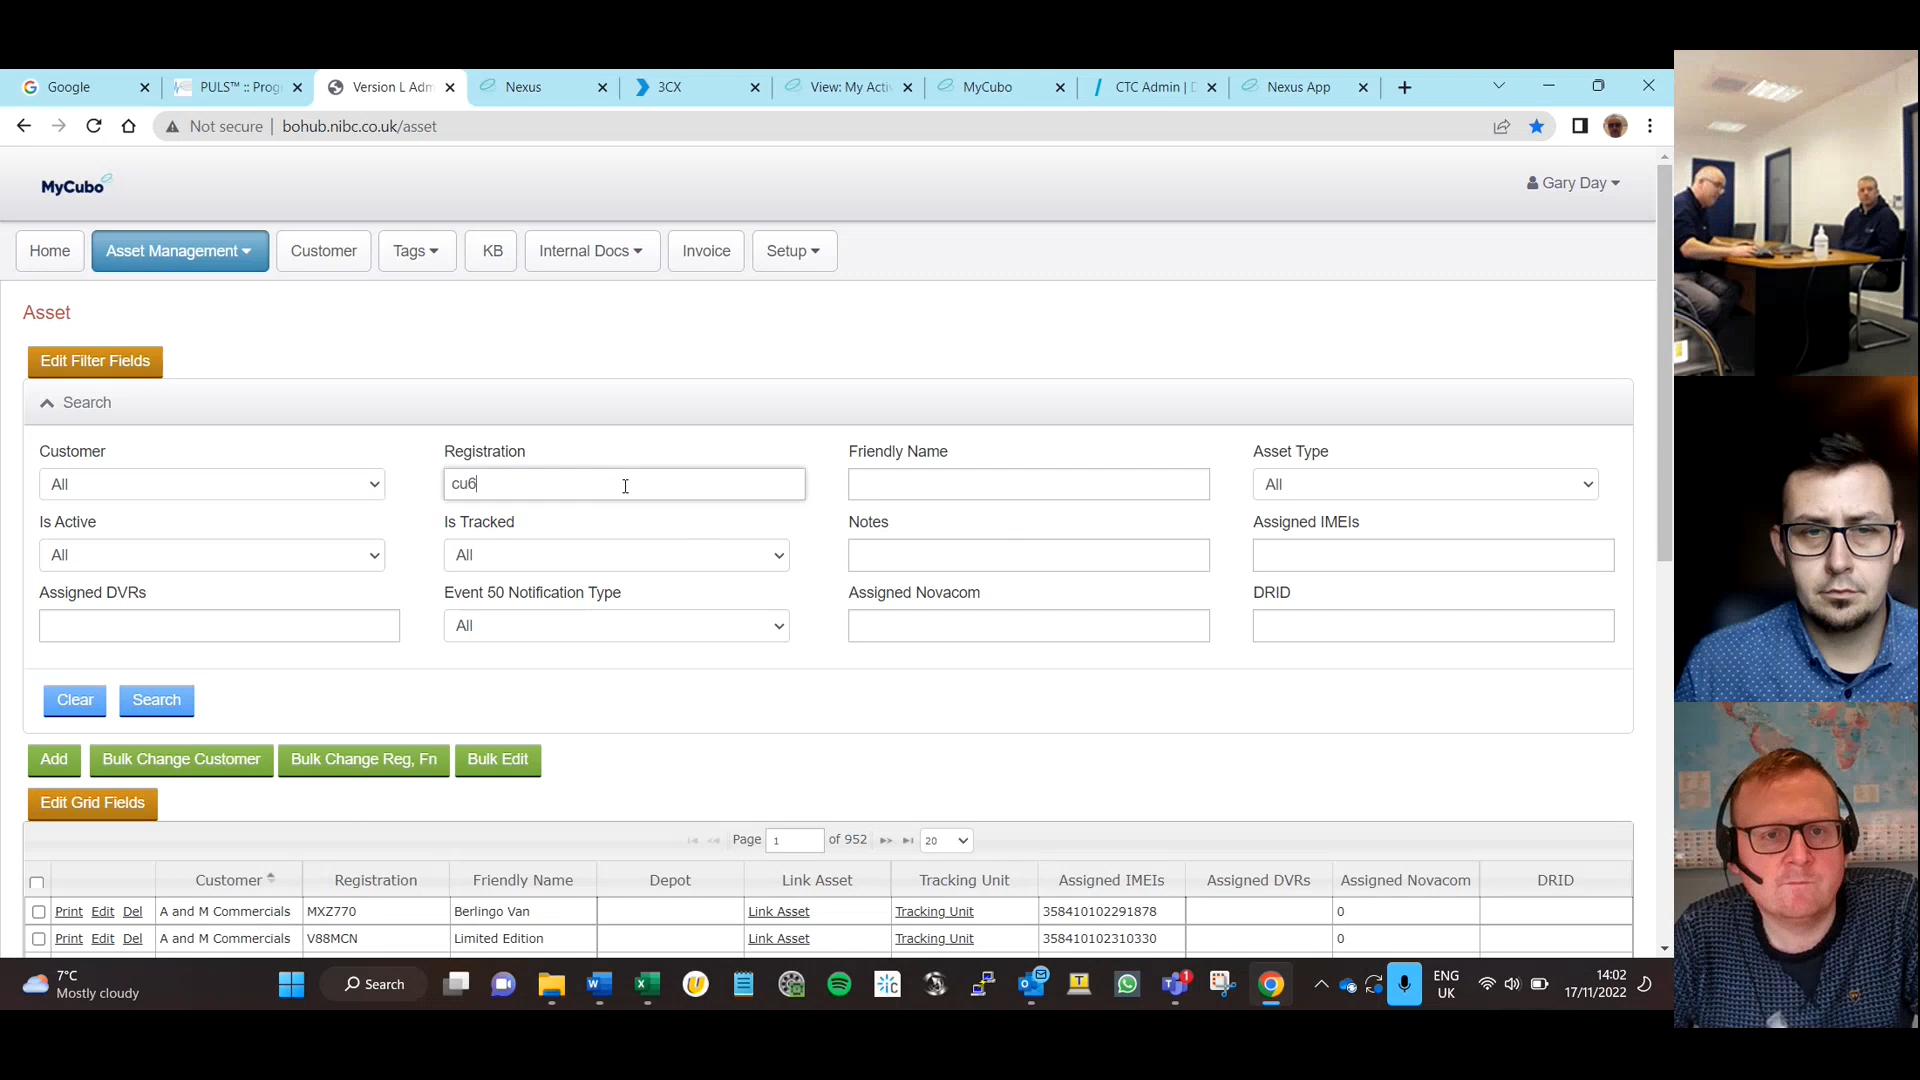 Google PULS™ :: Prog Version L Adm Nexus 3CX View: My Acti MyCubo CTC Admin | D Nexus App
Not secure bohub.nibc.co.uk/asset
MyCubo
Gary Day
Home Asset Management Customer Tags KB Internal Docs Invoice Setup
Asset
Edit Filter Fields
Search
Customer Registration Friendly Name Asset Type
All cu6 All
Is Active Is Tracked Notes Assigned IMEIs
All All
Assigned DVRs Event 50 Notification Type Assigned Novacom DRID
All
Clear Search
Add Bulk Change Customer Bulk Change Reg, Fn Bulk Edit
Edit Grid Fields
Page 1 of 952 20
Customer Registration Friendly Name Depot Link Asset Tracking Unit Assigned IMEIs Assigned DVRs Assigned Novacom DRID
Print Edit Del A and M Commercials MXZ770 Berlingo Van Link Asset Tracking Unit 358410102291878 0
Print Edit Del A and M Commercials V88MCN Limited Edition Link Asset Tracking Unit 358410102310330 0
7°C
Mostly cloudy
Search
ENG
UK
14:02
17/11/2022